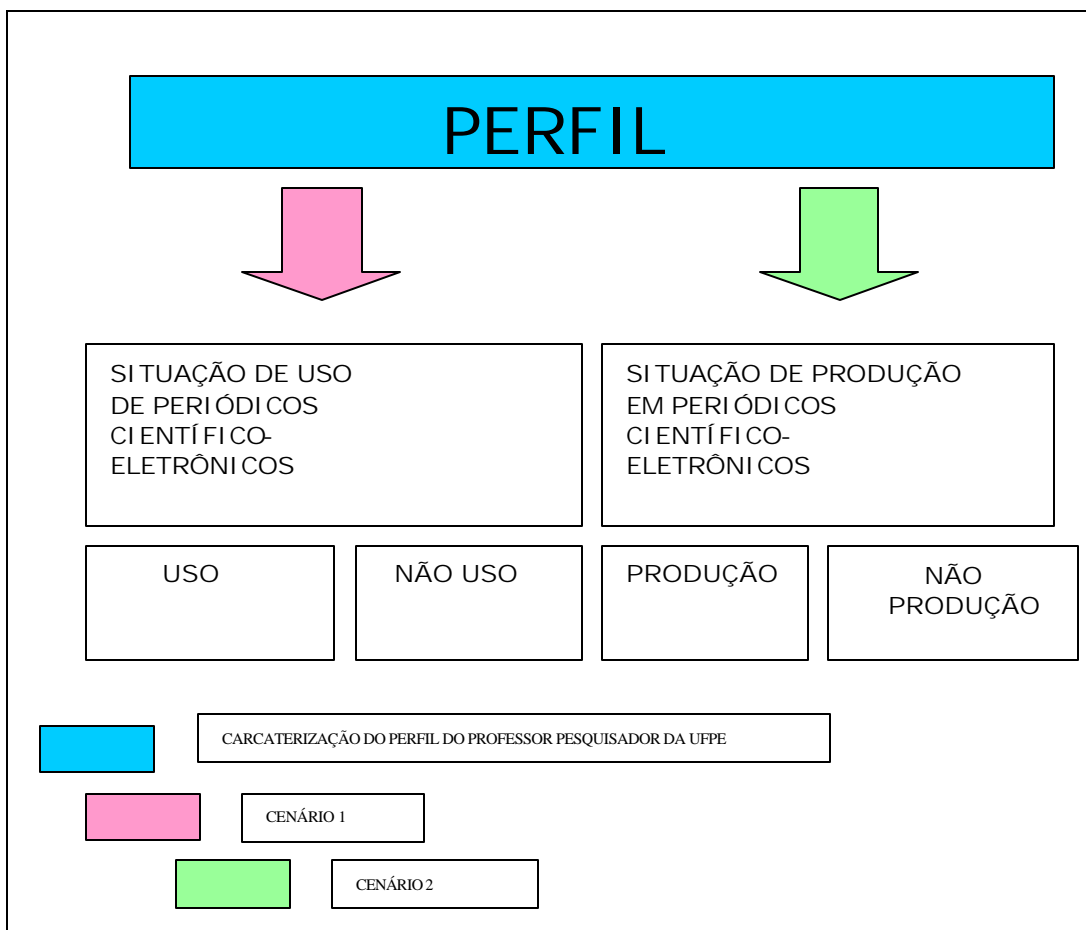 PERFIL
SITUAÇÃO DE USO
DE PERIÓDICOS
CIENTÍFICO-
ELETRÔNICOS
SITUAÇÃO DE PRODUÇÃO
EM PERIÓDICOS
CIENTÍFICO-
ELETRÔNICOS
USO
NÃO USO
PRODUÇÃO
NÃO
PRODUÇÃO
CARCATERIZAÇÃO DO PERFIL DO PROFESSOR PESQUISADOR DA UFPE
CENÁRIO 1
CENÁRIO 2